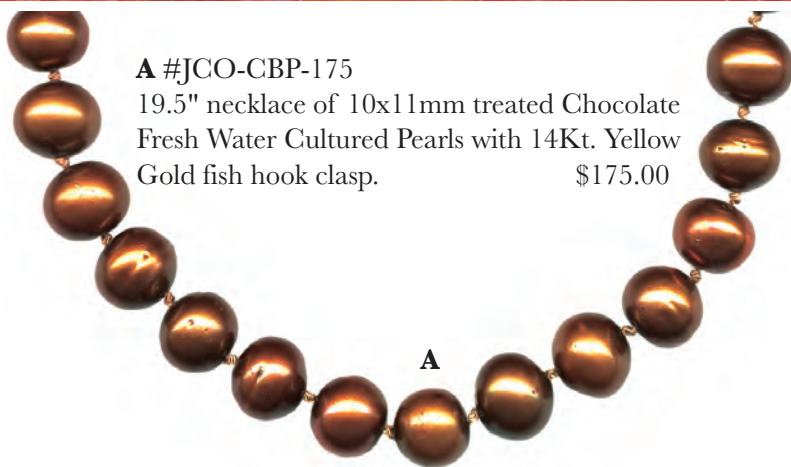 A #JCO-CBP-175
19.5" necklace of 10x11mm treated Chocolate
Fresh Water Cultured Pearls with 14Kt. Yellow
Gold fish hook clasp. $175.00
A